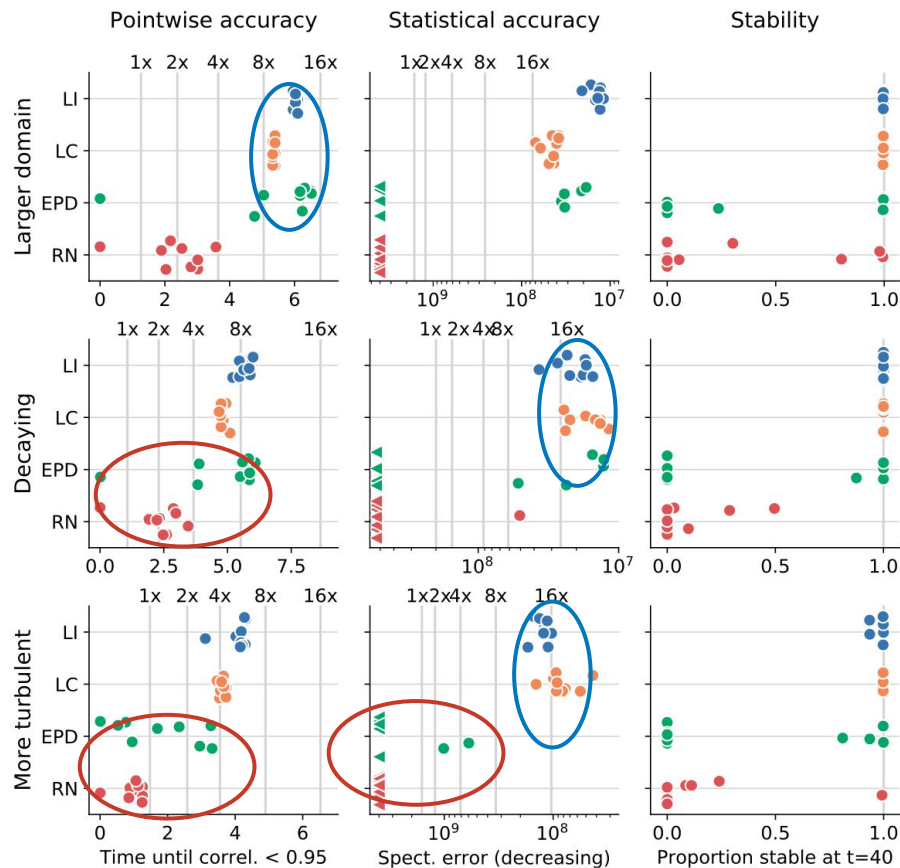 Pointwise accuracy Statistical accuracy Stability
1x 2x 4x 8x 16x 1x 2x 4x 8x 16x
Larger domain
LI
LC
EPD
RN
0 2 4 6 10⁹ 10⁸ 10⁷ 0.0 0.5 1.0
1x 2x 4x 8x 16x 1x 2x 4x 8x 16x
Decaying
LI
LC
EPD
RN
0.0 2.5 5.0 7.5 10⁸ 10⁷ 0.0 0.5 1.0
1x 2x 4x 8x 16x 1x 2x 4x 8x 16x
More turbulent
LI
LC
EPD
RN
0 2 4 10⁹ 10⁸ 0.0 0.5 1.0
Time until correl. < 0.95 Spect. error (decreasing) Proportion stable at t=40